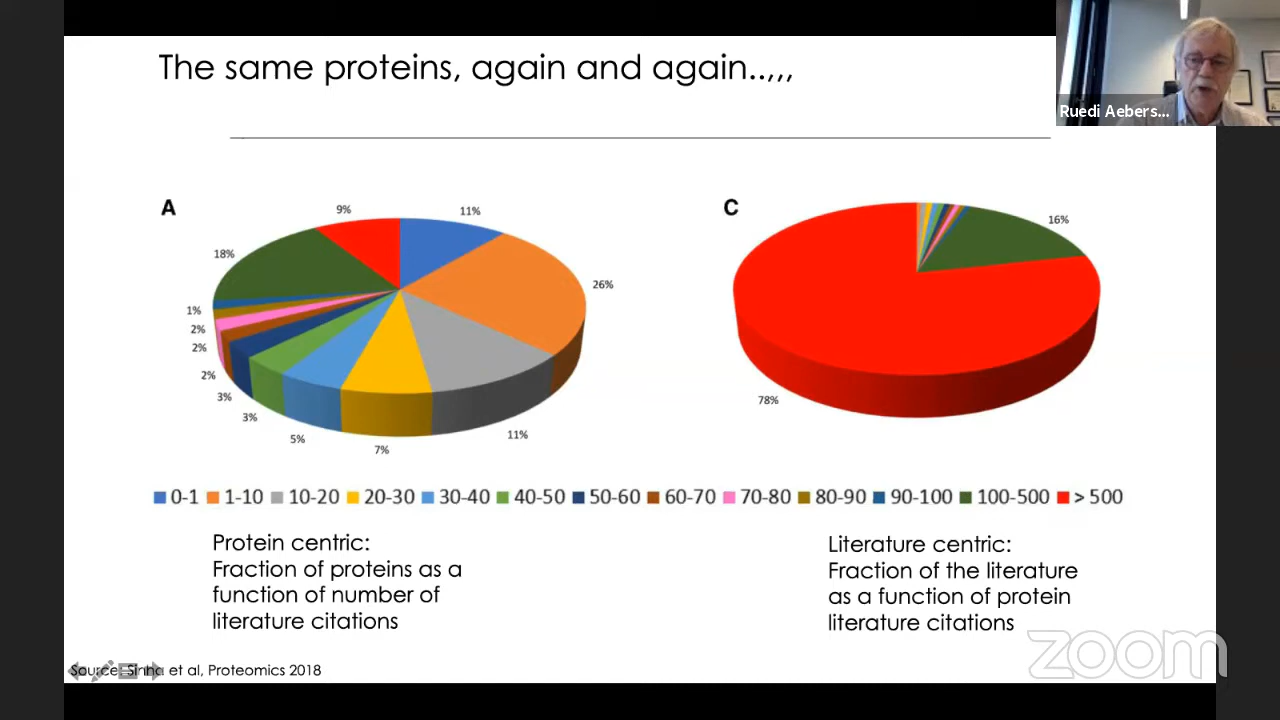 The same proteins, again and again..,,,
Ruedi Aebers...
A
9%
11%
18%
26%
1%
2%
2%
2%
3%
3%
5%
7%
11%
C
16%
78%
0-1 1-10 10-20 20-30 30-40 40-50 50-60 60-70 70-80 80-90 90-100 100-500 > 500
Protein centric:
Fraction of proteins as a
function of number of
literature citations
Literature centric:
Fraction of the literature
as a function of protein
literature citations
Source: Sinha et al, Proteomics 2018
zoom